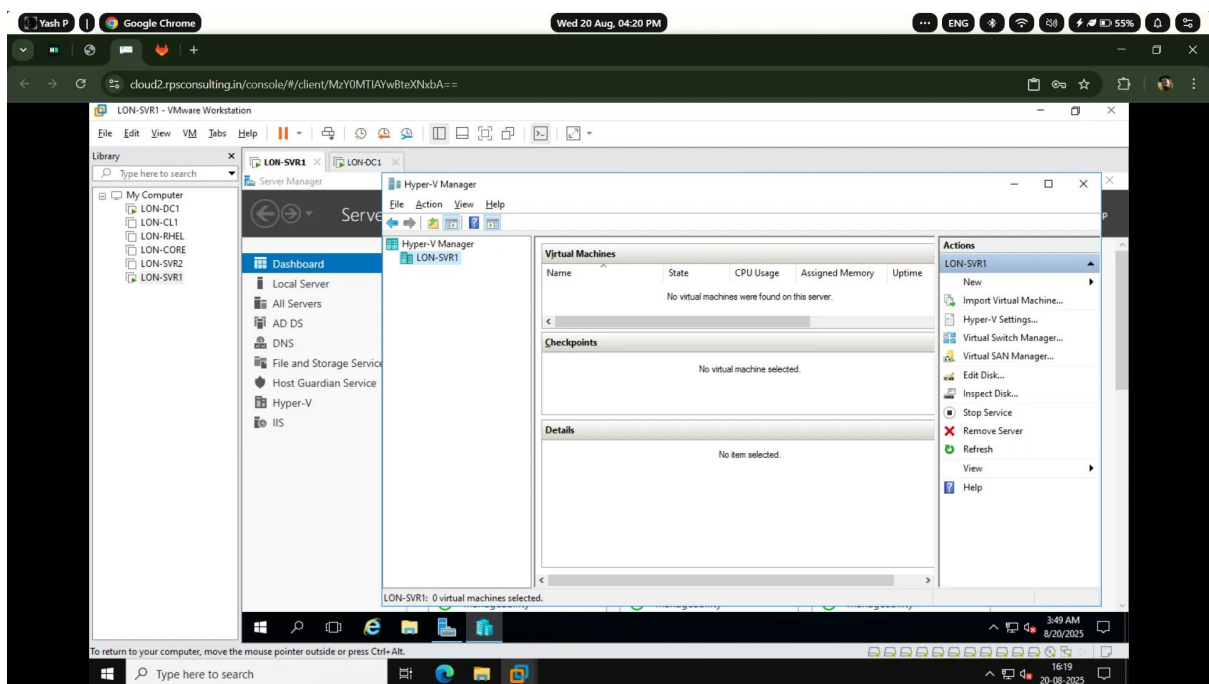 Yash P
Google Chrome
Wed 20 Aug, 04:20 PM
ENG
55%
cloud2.rpsconsulting.in/console/#/client/MzY0MTIAYwBteXNxbA==
LON-SVR1 - VMware Workstation
File Edit View VM Tabs Help
Library
Type here to search
My Computer
LON-DC1
LON-CL1
LON-RHEL
LON-CORE
LON-SVR2
LON-SVR1
LON-SVR1
LON-DC1
Server Manager
Serve
Dashboard
Local Server
All Servers
AD DS
DNS
File and Storage Service
Host Guardian Service
Hyper-V
IIS
Hyper-V Manager
File Action View Help
Hyper-V Manager
LON-SVR1
Virtual Machines
Name State CPU Usage Assigned Memory Uptime
No virtual machines were found on this server.
Checkpoints
No virtual machine selected.
Details
No item selected.
Actions
LON-SVR1
New
Import Virtual Machine...
Hyper-V Settings...
Virtual Switch Manager...
Virtual SAN Manager...
Edit Disk...
Inspect Disk...
Stop Service
Remove Server
Refresh
View
Help
LON-SVR1: 0 virtual machines selected.
3:49 AM
8/20/2025
To return to your computer, move the mouse pointer outside or press Ctrl+Alt.
Type here to search
16:19
20-08-2025